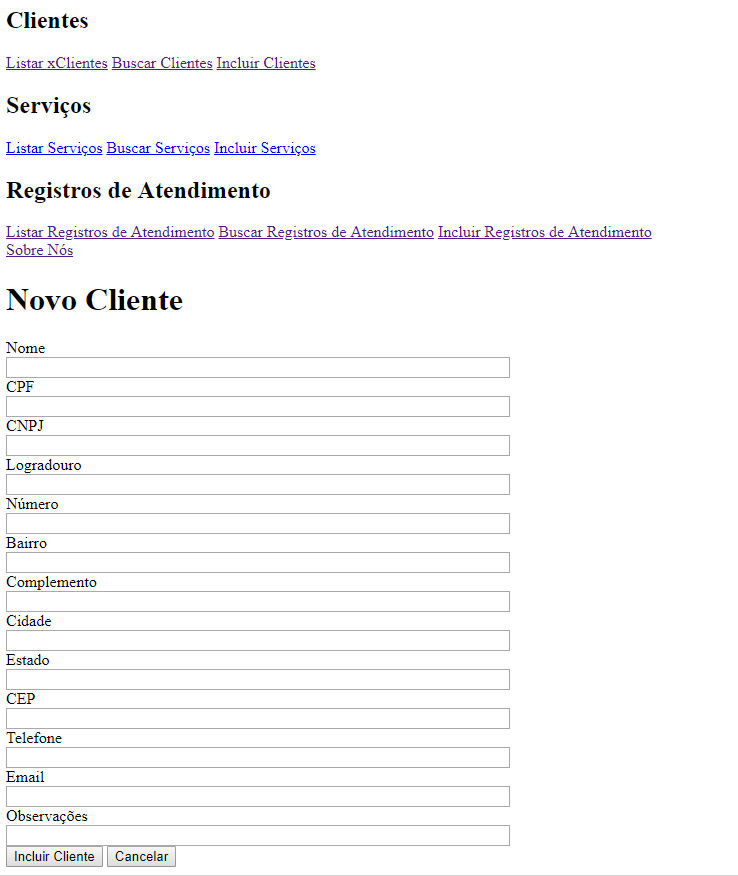 Clientes
Listar xClientes Buscar Clientes Incluir Clientes
Serviços
Listar Serviços Buscar Serviços Incluir Serviços
Registros de Atendimento
Listar Registros de Atendimento Buscar Registros de Atendimento Incluir Registros de Atendimento
Sobre Nós
Novo Cliente
Nome
CPF
CNPJ
Logradouro
Número
Bairro
Complemento
Cidade
Estado
CEP
Telefone
Email
Observações
Incluir Cliente Cancelar